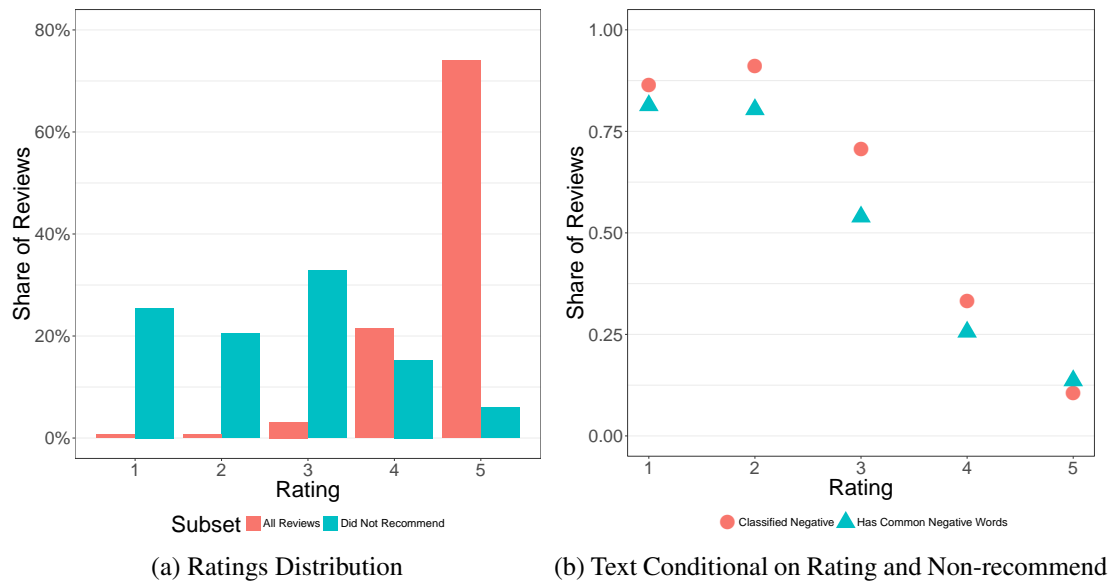 80%
60%
40%
20%
0%
Share of Reviews
1 2 3 4 5
Rating
Subset All Reviews Did Not Recommend
(a) Ratings Distribution
1.00
0.75
0.50
0.25
0.00
Share of Reviews
1 2 3 4 5
Rating
Classified Negative Has Common Negative Words
(b) Text Conditional on Rating and Non-recommend